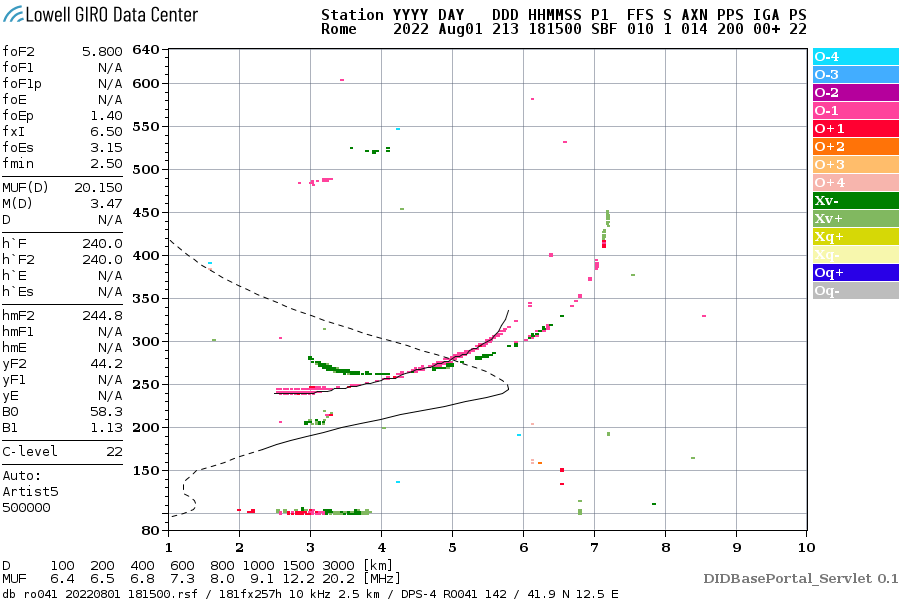 Lowell GIRO Data Center
Station YYYY DAY DDD HHMMSS P1 FFS S AXN PPS IGA PS
Rome 2022 Aug01 213 181500 SBF 010 1 014 200 00+ 22
foF2 5.800
foF1 N/A
foF1p N/A
foE N/A
foEp 1.40
fxI 6.50
foEs 3.15
fmin 2.50
MUF(D) 20.150
M(D) 3.47
D N/A
h`F 240.0
h`F2 240.0
h`E N/A
h`Es N/A
hmF2 244.8
hmF1 N/A
hmE N/A
yF2 44.2
yF1 N/A
yE N/A
B0 58.3
B1 1.13
C-level 22
Auto:
Artist5
500000
640
600
550
500
450
400
350
300
250
200
150
80
1 2 3 4 5 6 7 8 9 10
O-4
O-3
O-2
O-1
O+1
O+2
O+3
O+4
Xv-
Xv+
Xq+
Xq-
Oq+
Oq-
D 100 200 400 600 800 1000 1500 3000 [km]
MUF 6.4 6.5 6.8 7.3 8.0 9.1 12.2 20.2 [MHz]
DIDBasePortal_Servlet 0.1
db ro041 20220801 181500.rsf / 181fx257h 10 kHz 2.5 km / DPS-4 RO041 142 / 41.9 N 12.5 E